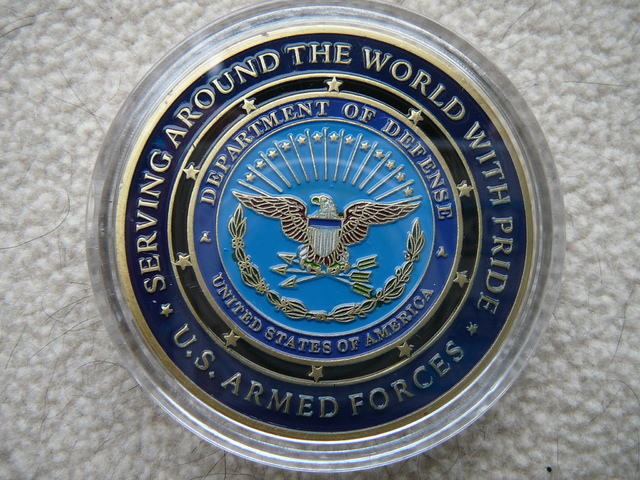 SERVING AROUND THE WORLD WITH PRIDE
U.S. ARMED FORCES
DEPARTMENT OF DEFENSE
UNITED STATES OF AMERICA